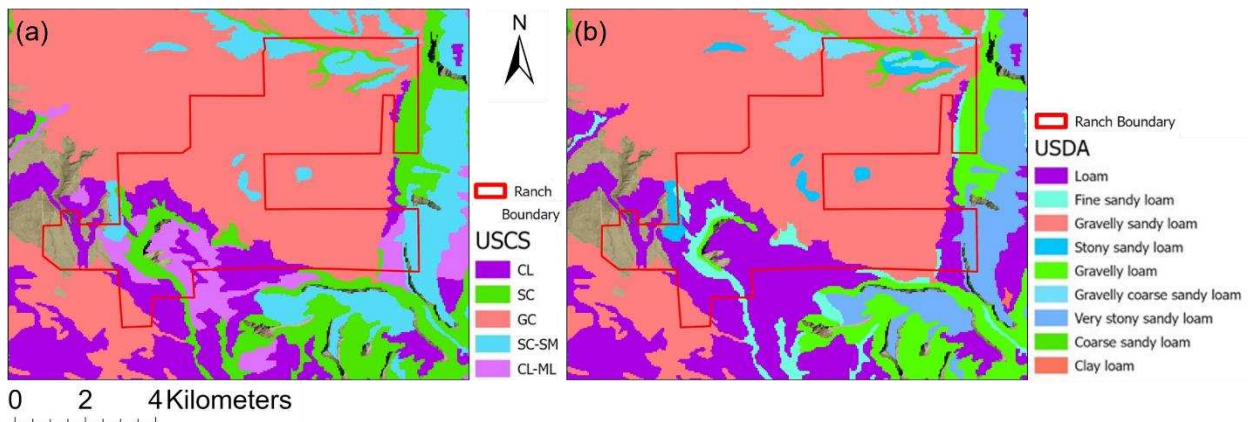 (a)
N
Ranch
Boundary
USCS
CL
SC
GC
SC-SM
CL-ML
0 2 4 Kilometers
(b)
Ranch Boundary
USDA
Loam
Fine sandy loam
Gravelly sandy loam
Stony sandy loam
Gravelly loam
Gravelly coarse sandy loam
Very stony sandy loam
Coarse sandy loam
Clay loam